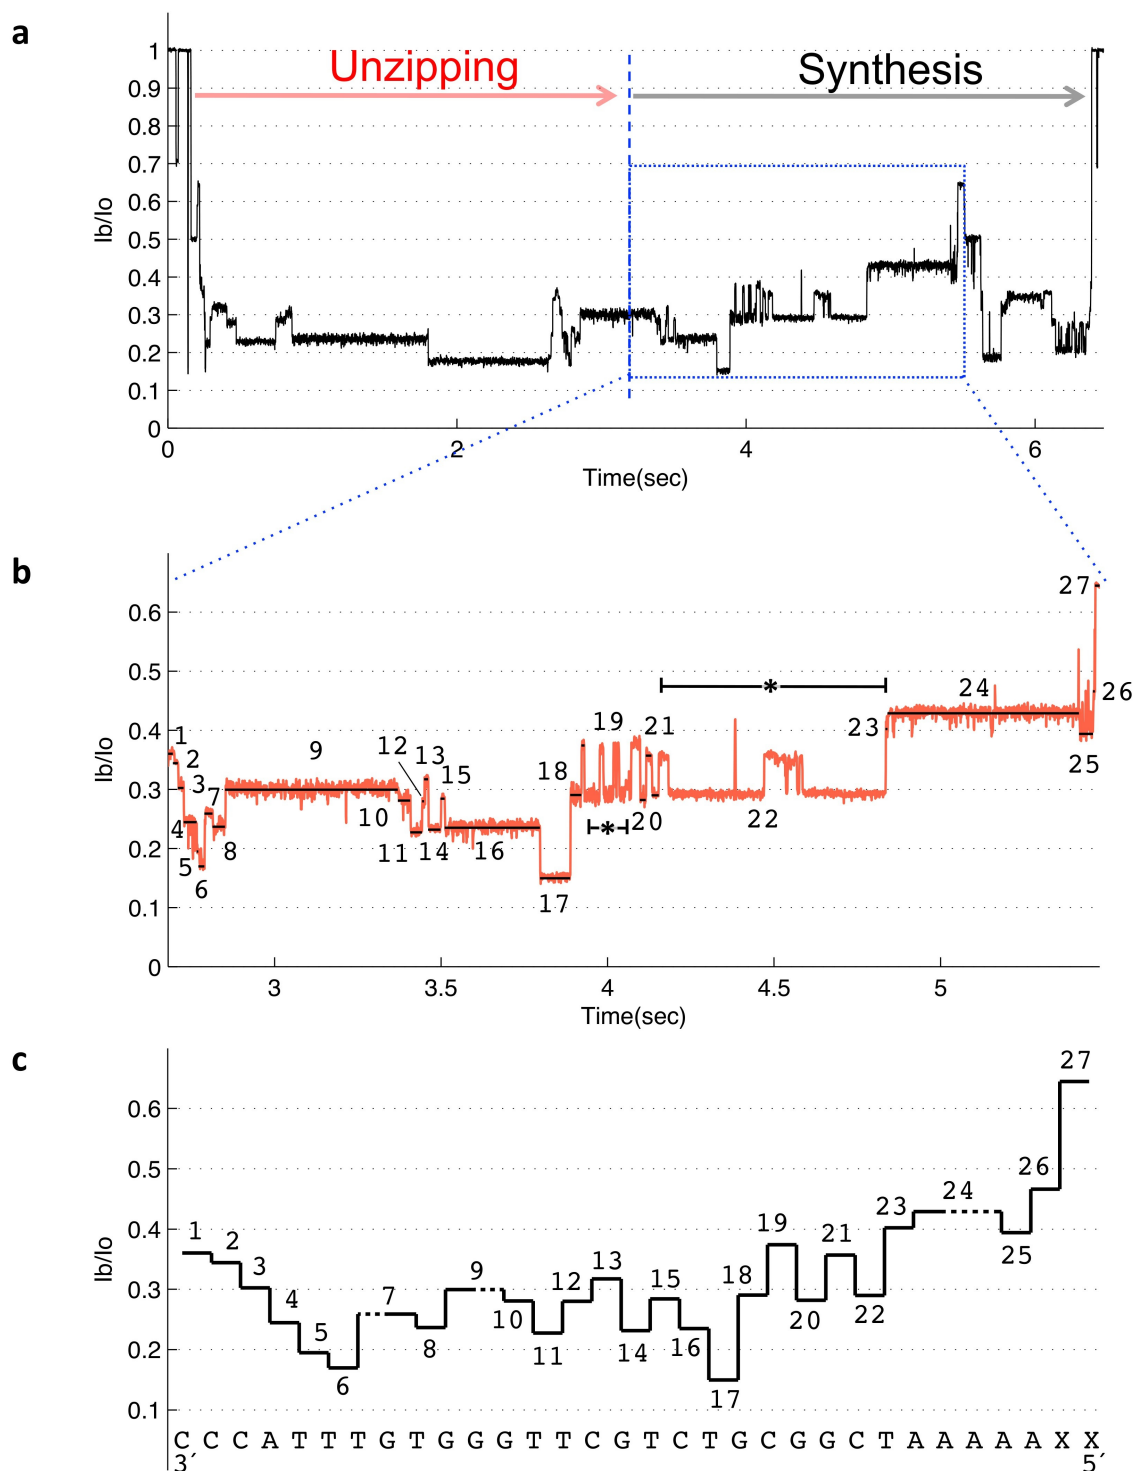 a
Unzipping
Synthesis
1
0.9
0.8
0.7
0.6
0.5
0.4
0.3
0.2
0.1
0
Ib/Io
0 2 4 6
Time(sec)
b
0.6
0.5
0.4
0.3
0.2
0.1
0
Ib/Io
1 2 3 4 5 6 7 8 9 10 11 12 13 14 15 16 17 18 19 20 21 22 23 24 25 26 27
* *
3 3.5 4 4.5 5
Time(sec)
c
0.6
0.5
0.4
0.3
0.2
0.1
Ib/Io
1 2 3 4 5 6 7 8 9 10 11 12 13 14 15 16 17 18 19 20 21 22 23 24 25 26 27
C C C A T T T G T G G G T T C G T C T G C G G C T A A A A A X X
3´ 5´